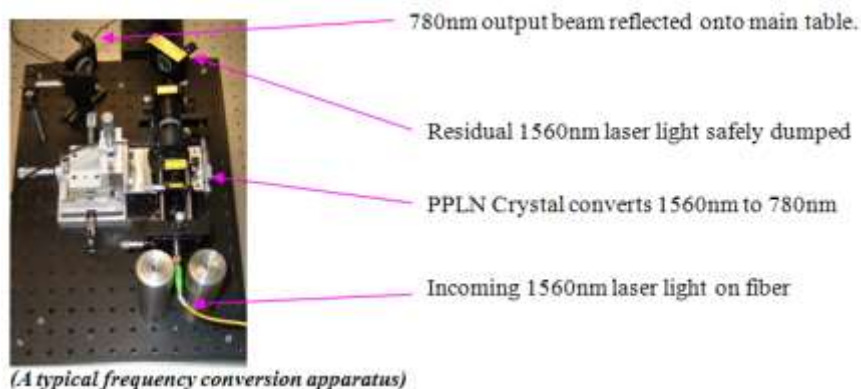 780nm output beam reflected onto main table.
Residual 1560nm laser light safely dumped
PPLN Crystal converts 1560nm to 780nm
Incoming 1560nm laser light on fiber
(A typical frequency conversion apparatus)